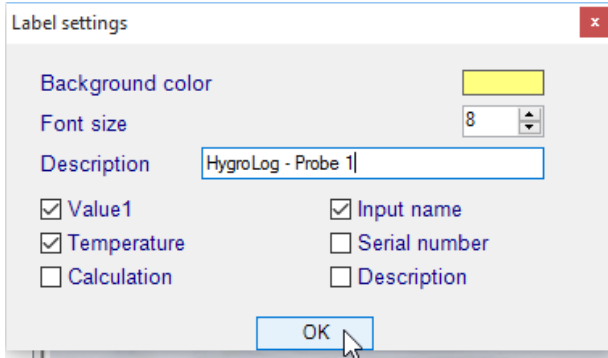 Label settings x
Background color
Font size 8
Description HygroLog - Probe 1
Value1 Input name
Temperature Serial number
Calculation Description
OK